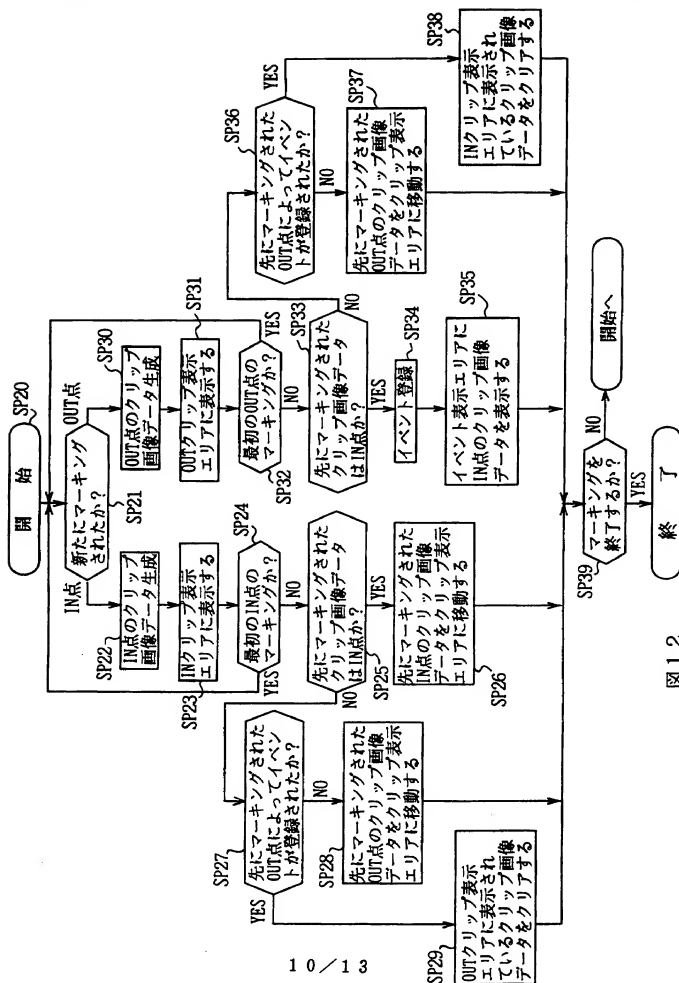 開　始
SP20
新たにマーキング
されたか？
SP21
IN点
OUT点
SP22
IN点のクリップ
画像データ生成
SP23
INクリップ表示
エリアに表示する
SP24
最初のIN点の
マーキングか？
YES
NO
先にマーキングされた
クリップ画像データ
はIN点か？
SP25
NO
YES
先にマーキングされた
IN点のクリップ画像
データをクリップ表示
エリアに移動する
SP26
SP27
先にマーキングされた
OUT点によってイベン
トが登録されたか？
YES
NO
SP28
先にマーキングされた
OUT点のクリップ画像
データをクリップ表示
エリアに移動する
SP29
OUTクリップ表示
エリアに表示され
ているクリップ画像
データをクリアする
SP30
OUT点のクリップ
画像データ生成
SP31
OUTクリップ表示
エリアに表示する
最初のOUT点の
マーキングか？
SP32
YES
NO
SP33
先にマーキングされた
クリップ画像データ
はIN点か？
NO
YES
SP34
イベント登録
SP35
イベント表示エリアに
IN点のクリップ画像
データを表示する
SP36
先にマーキングされた
OUT点によってイベン
トが登録されたか？
YES
NO
SP37
先にマーキングされた
OUT点のクリップ画像
データをクリップ表示
エリアに移動する
SP38
INクリップ表示
エリアに表示され
ているクリップ画像
データをクリアする
SP39
マーキングを
終了するか？
NO
開始へ
YES
終　了
図12
10/13